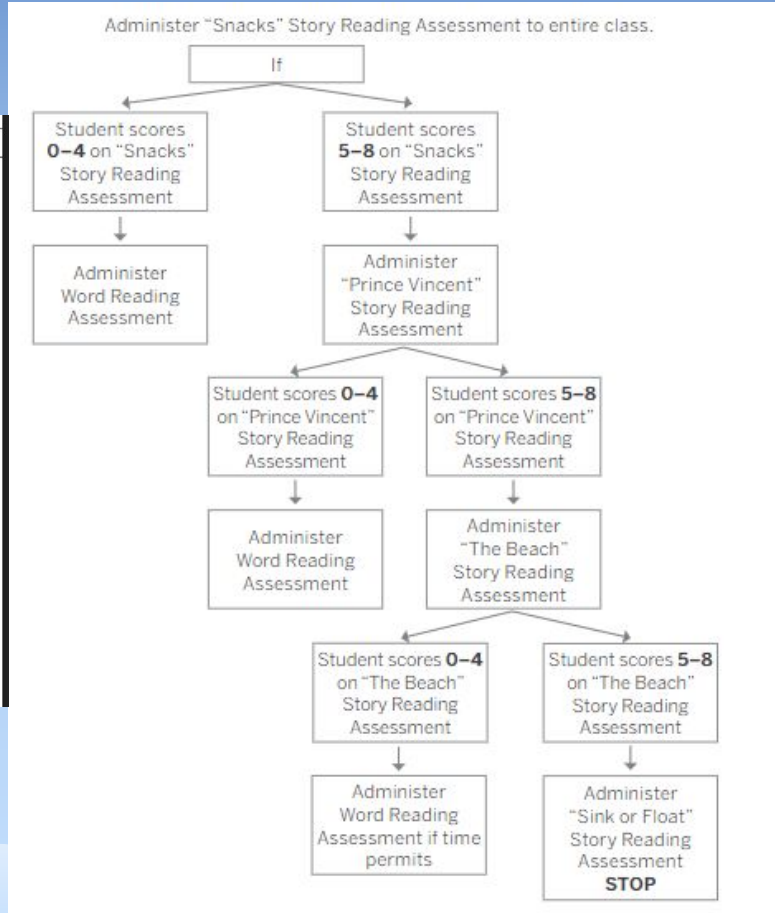 Administer “Snacks” Story Reading Assessment to entire class.
If
Student scores
0–4 on “Snacks”
Story Reading
Assessment
Student scores
5–8 on “Snacks”
Story Reading
Assessment
Administer
Word Reading
Assessment
Administer
“Prince Vincent”
Story Reading
Assessment
Student scores 0–4
on “Prince Vincent”
Story Reading
Assessment
Student scores 5–8
on “Prince Vincent”
Story Reading
Assessment
Administer
Word Reading
Assessment
Administer
“The Beach”
Story Reading
Assessment
Student scores 0–4
on “The Beach”
Story Reading
Assessment
Student scores 5–8
on “The Beach”
Story Reading
Assessment
Administer
Word Reading
Assessment if time
permits
Administer
“Sink or Float”
Story Reading
Assessment
STOP